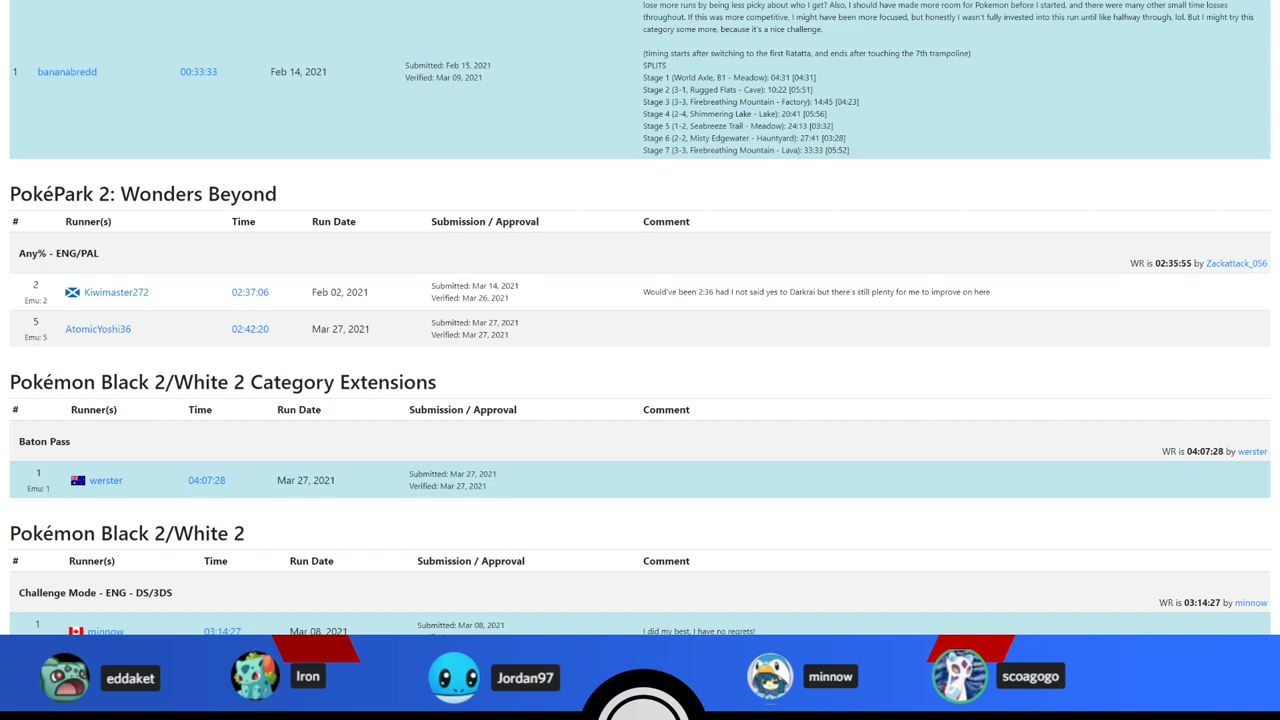 lose more runs by being less picky about who I get? Also, I should have made more room for Pokemon before I started, and there were many other small time losses
throughout. If this was more competitive, I might have been more focused, but honestly I wasn't fully invested into this run until like halfway through, lol. But I might try this
category some more, because it's a nice challenge.
(timing starts after switching to the first Ratatta, and ends after touching the 7th trampoline)
1 bananabredd 00:33:33 Feb 14, 2021 Submitted: Feb 15, 2021 SPLITS
Verified: Mar 09, 2021 Stage 1 (World Axle, B1 - Meadow): 04:31 [04:31]
Stage 2 (3-1, Rugged Flats - Cave): 10:22 [05:51]
Stage 3 (3-3, Firebreathing Mountain - Factory): 14:45 [04:23]
Stage 4 (2-4, Shimmering Lake - Lake): 20:41 [05:56]
Stage 5 (1-2, Seabreeze Trail - Meadow): 24:13 [03:32]
Stage 6 (2-2, Misty Edgewater - Hauntyard): 27:41 [03:28]
Stage 7 (3-3, Firebreathing Mountain - Lava): 33:33 [05:52]
PokéPark 2: Wonders Beyond
# Runner(s) Time Run Date Submission / Approval Comment
Any% - ENG/PAL
WR is 02:35:55 by Zackattack_056
2 Kiwimaster272 02:37:06 Feb 02, 2021 Submitted: Mar 14, 2021 Would've been 2:36 had I not said yes to Darkrai but there's still plenty for me to improve on here
Emu: 2 Verified: Mar 26, 2021
5 AtomicYoshi36 02:42:20 Mar 27, 2021 Submitted: Mar 27, 2021
Emu: 5 Verified: Mar 27, 2021
Pokémon Black 2/White 2 Category Extensions
# Runner(s) Time Run Date Submission / Approval Comment
Baton Pass
WR is 04:07:28 by werster
1 werster 04:07:28 Mar 27, 2021 Submitted: Mar 27, 2021
Emu: 1 Verified: Mar 27, 2021
Pokémon Black 2/White 2
# Runner(s) Time Run Date Submission / Approval Comment
Challenge Mode - ENG - DS/3DS
WR is 03:14:27 by minnow
1 minnow 03:14:27 Mar 08, 2021 Submitted: Mar 08, 2021 I did my best, I have no regrets!
eddaket Iron Jordan97 minnow scoagogo